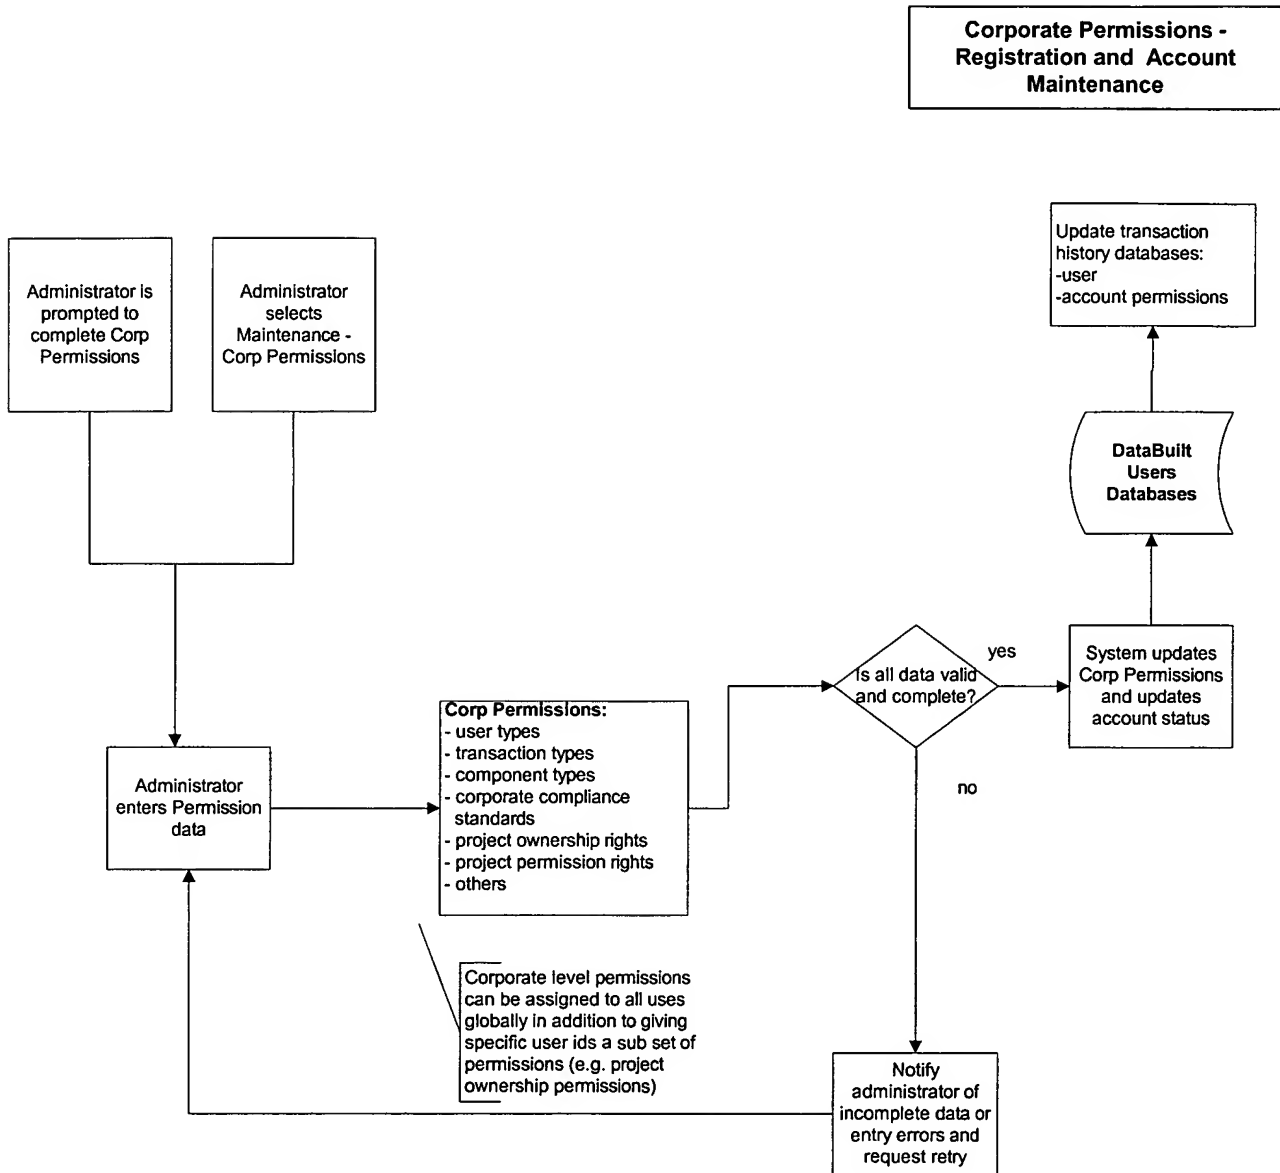 Corporate Permissions -
Registration and Account
Maintenance
Administrator is
prompted to
complete Corp
Permissions
Administrator
selects
Maintenance -
Corp Permissions
Update transaction
history databases:
-user
-account permissions
DataBuilt
Users
Databases
Is all data valid
and complete?
yes
no
System updates
Corp Permissions
and updates
account status
Corp Permissions:
- user types
- transaction types
- component types
- corporate compliance
standards
- project ownership rights
- project permission rights
- others
Administrator
enters Permission
data
Corporate level permissions
can be assigned to all uses
globally in addition to giving
specific user ids a sub set of
permissions (e.g. project
ownership permissions)
Notify
administrator of
incomplete data or
entry errors and
request retry